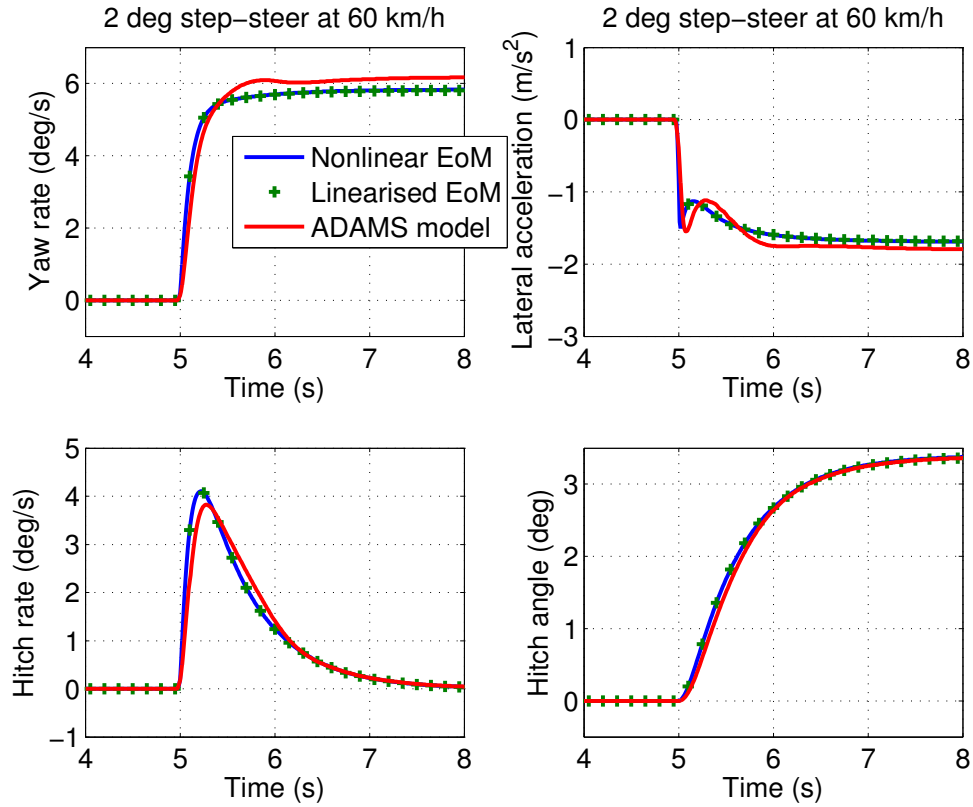 2 deg step−steer at 60 km/h
Yaw rate (deg/s)
6
4
2
0
4 5 6 7 8
Time (s)
Nonlinear EoM
Linearised EoM
ADAMS model
2 deg step−steer at 60 km/h
Lateral acceleration (m/s²)
1
0
−1
−2
−3
4 5 6 7 8
Time (s)
Hitch rate (deg/s)
5
4
3
2
1
0
−1
4 5 6 7 8
Time (s)
Hitch angle (deg)
3
2
1
0
4 5 6 7 8
Time (s)